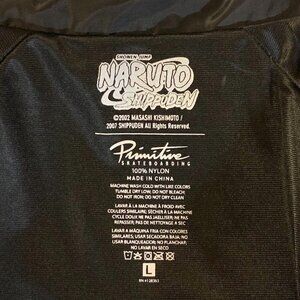 SHONEN JUMP
NARUTO
SHIPPUDEN
©2002 MASASHI KISHIMOTO /
2007 SHIPPUDEN All Rights Reserved.
Primitive
SKATEBOARDING
100% NYLON
MADE IN CHINA
MACHINE WASH COLD WITH LIKE COLORS
TUMBLE DRY LOW, DO NOT BLEACH,
DO NOT IRON, DO NOT DRY CLEAN
LAVAR À LA MACHINE À FROID AVEC
COULEURS SIMILAIRES, SÉCHER À LA MACHINE
CYCLE DOUX NE PAS JAVELLISER, NE PAS
REPASSER, PAS DE NETTOYAGE À SEC
LAVAR A MÁQUINA FRIA CON COLORES
SIMILARES, USAR SECADORA BAJA, NO
USAR BLANQUEADOR, NO PLANCHAR,
NO LAVAR EN SECO
L